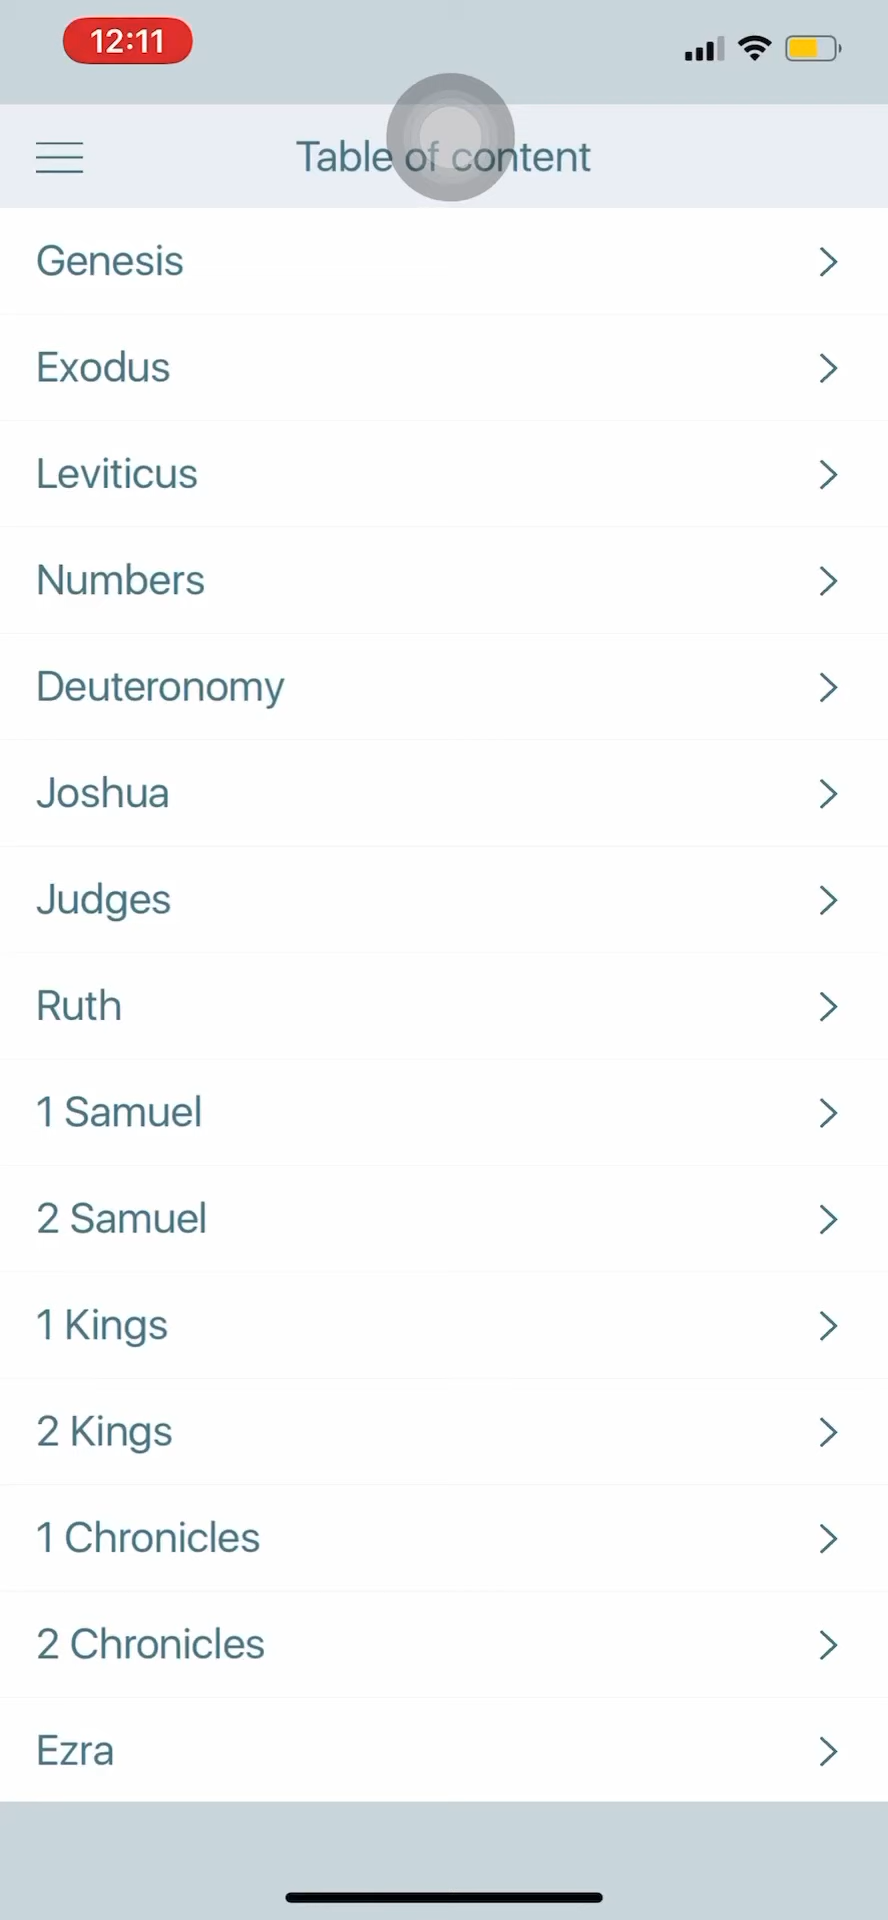 12:11
Table of content
Genesis
Exodus
Leviticus
Numbers
Deuteronomy
Joshua
Judges
Ruth
1 Samuel
2 Samuel
1 Kings
2 Kings
1 Chronicles
2 Chronicles
Ezra